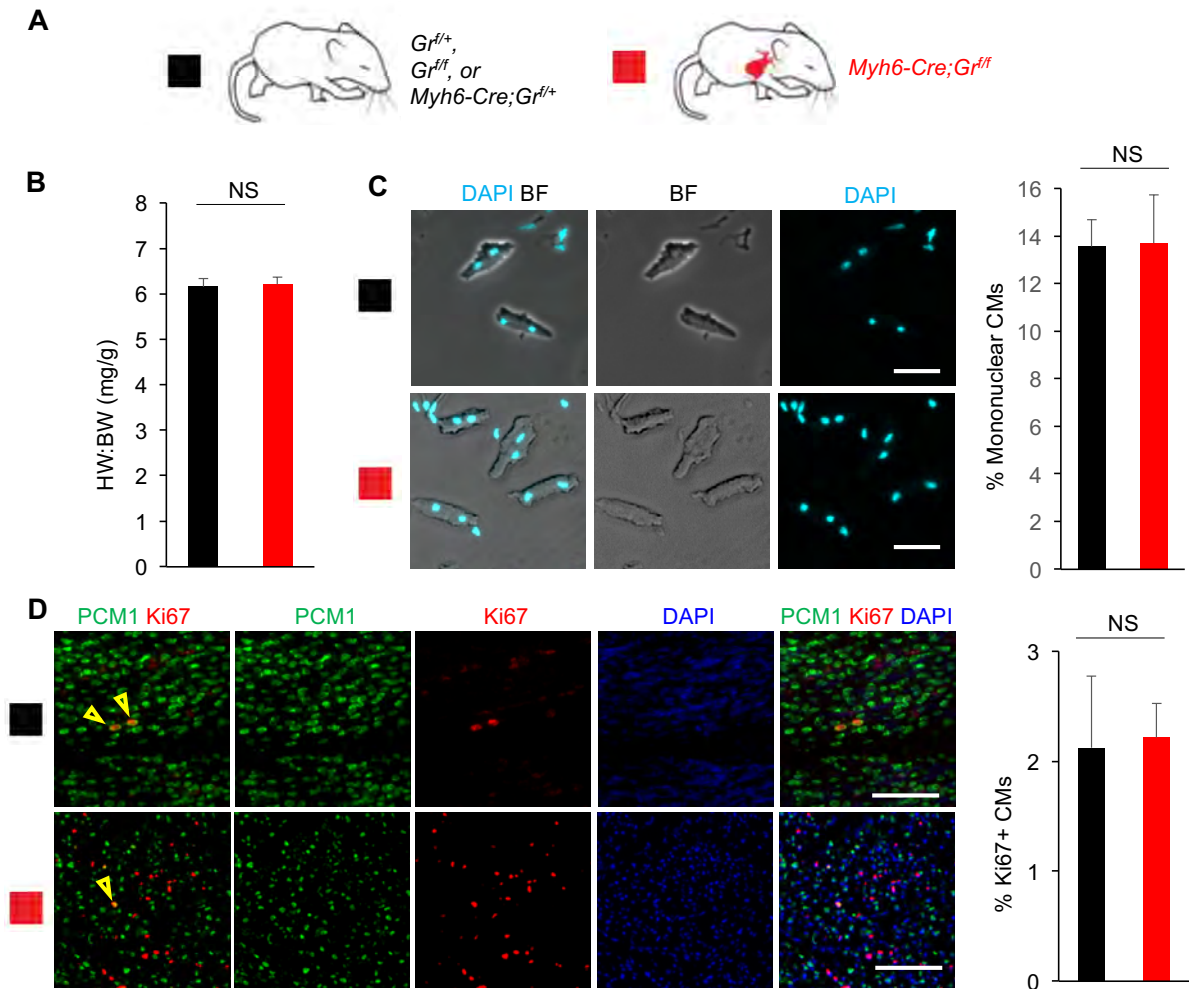 A
Gr^f/+,
Gr^f/f, or
Myh6-Cre;Gr^f/+
Myh6-Cre;Gr^f/f
B
NS
8
7
6
5
4
3
2
1
0
HW:BW (mg/g)
C
DAPI BF
BF
DAPI
NS
16
14
12
10
8
6
4
2
0
% Mononuclear CMs
D
PCM1 Ki67
PCM1
Ki67
DAPI
PCM1 Ki67 DAPI
NS
3
2
1
0
% Ki67+ CMs